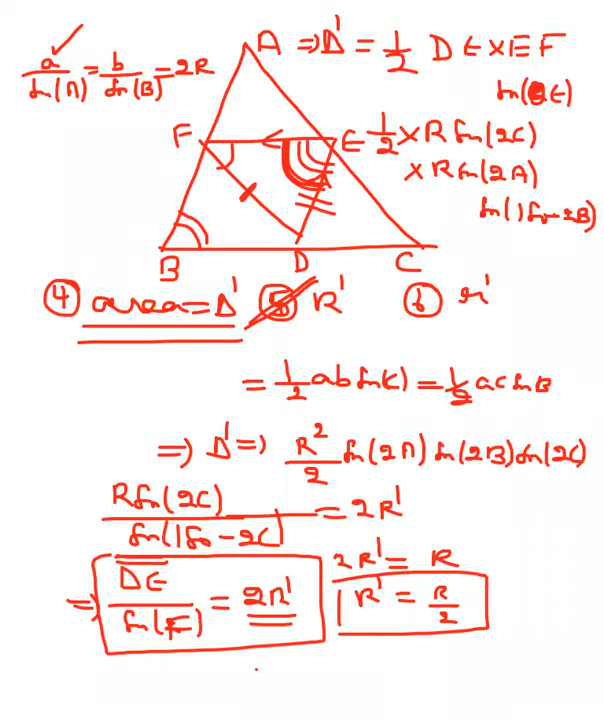 a/sin(A) = b/sin(B) = 2R
A ⇒ Δ' = 1/2 DE × EF
sin(E)
F E 1/2 × R sin(2C)
× R sin(2A)
sin(180-2B)
B D C
④ area = Δ' ⑤ R' ⑥ r'
= 1/2 ab sin(C) = 1/2 ac sin B
⇒ Δ' ⇒ R²/2 sin(2A) sin(2B) sin(2C)
R sin(2C)/sin(180-2C) = 2R'
2R' = R
⇒ DE/sin(F) = 2R'
R' = R/2